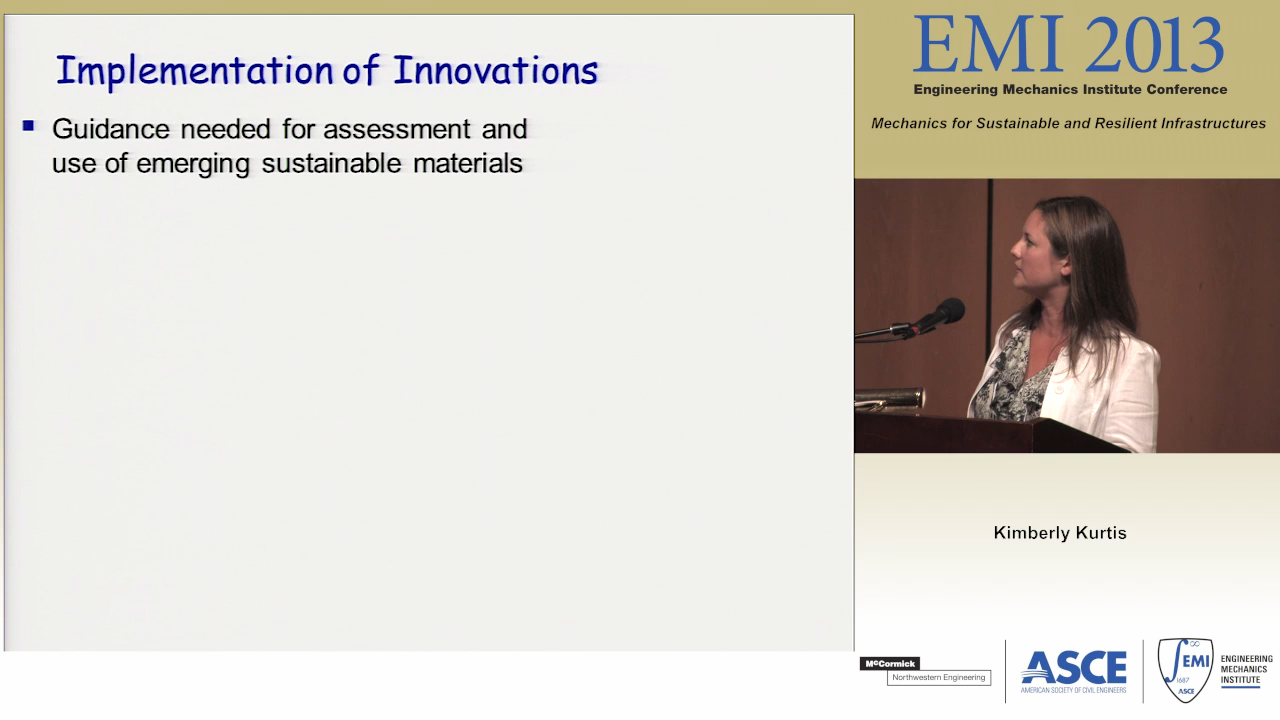 Implementation of Innovations
Guidance needed for assessment and
use of emerging sustainable materials
EMI 2013
Engineering Mechanics Institute Conference
Mechanics for Sustainable and Resilient Infrastructures
Kimberly Kurtis
McCormick
Northwestern Engineering
ASCE
AMERICAN SOCIETY OF CIVIL ENGINEERS
EMI
1687
ASCE
ENGINEERING
MECHANICS
INSTITUTE